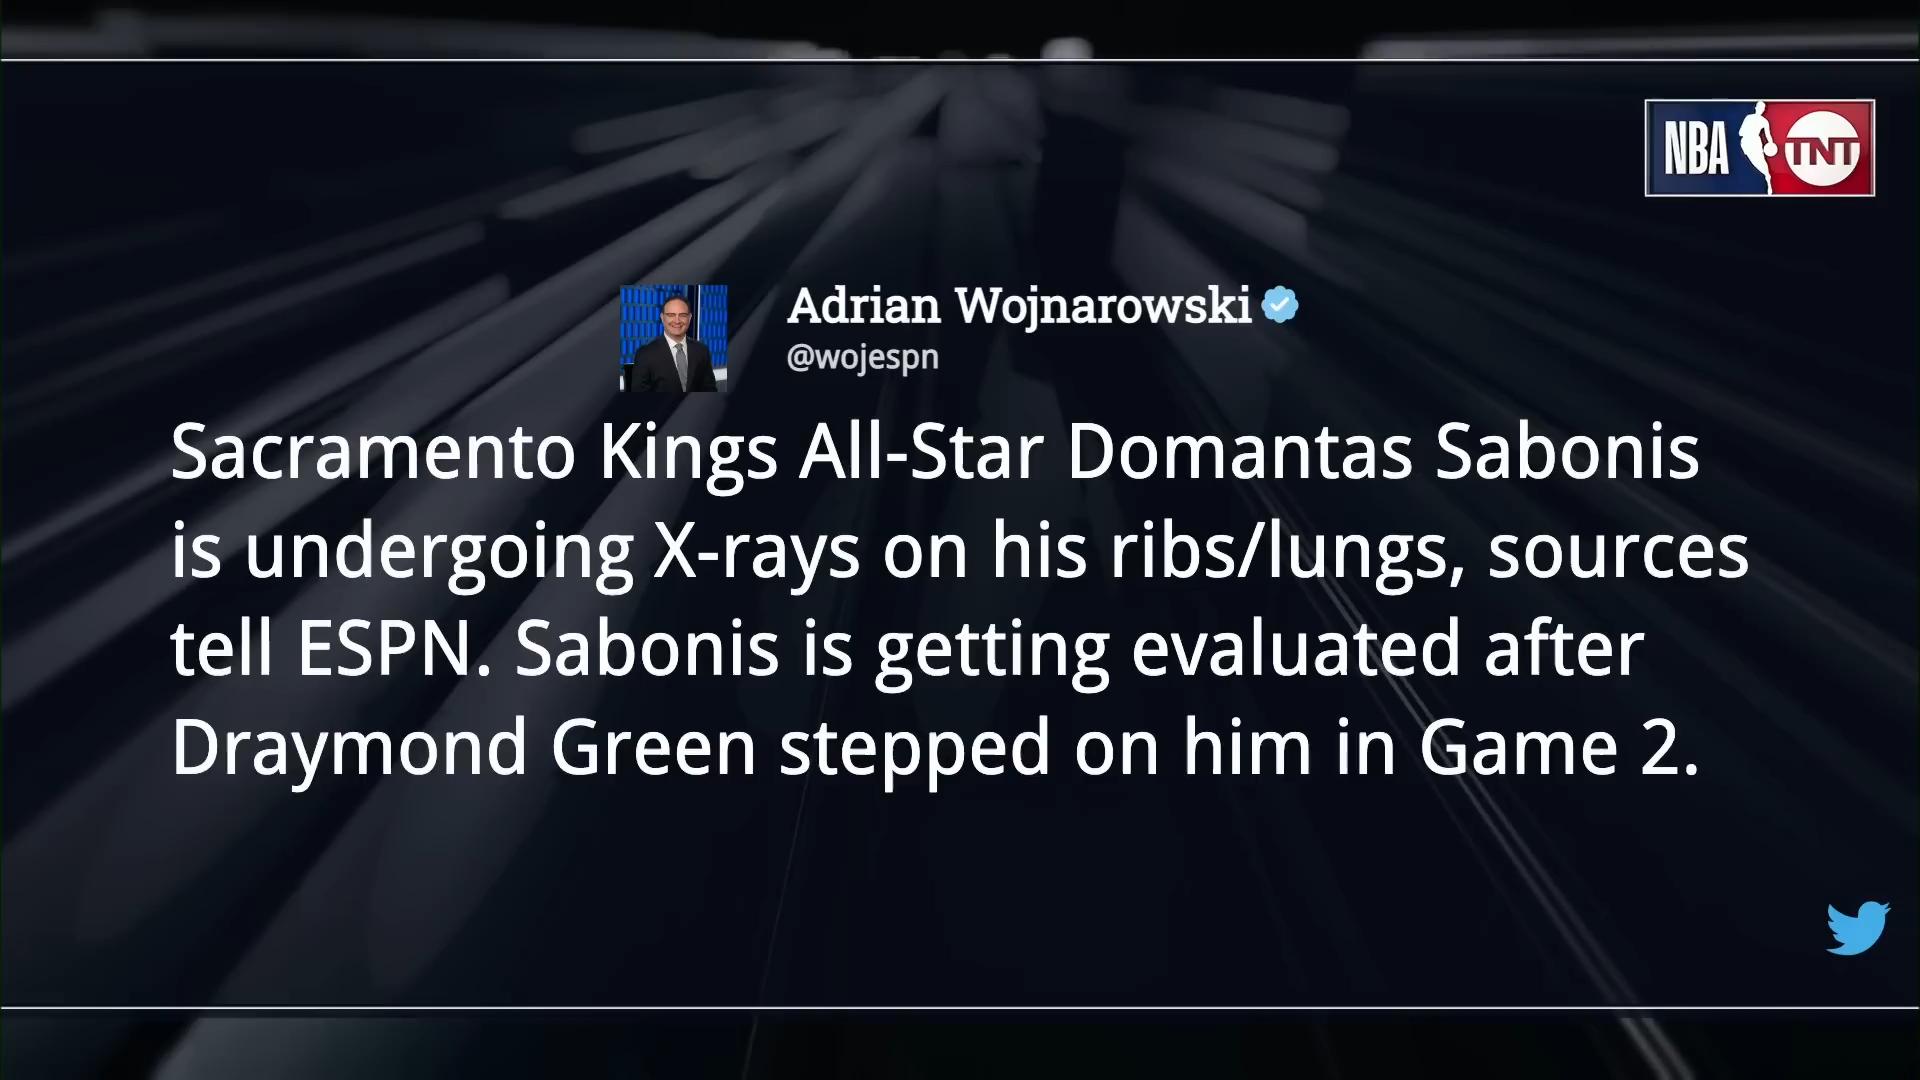 NBA TNT
Adrian Wojnarowski
@wojespn
Sacramento Kings All-Star Domantas Sabonis
is undergoing X-rays on his ribs/lungs, sources
tell ESPN. Sabonis is getting evaluated after
Draymond Green stepped on him in Game 2.